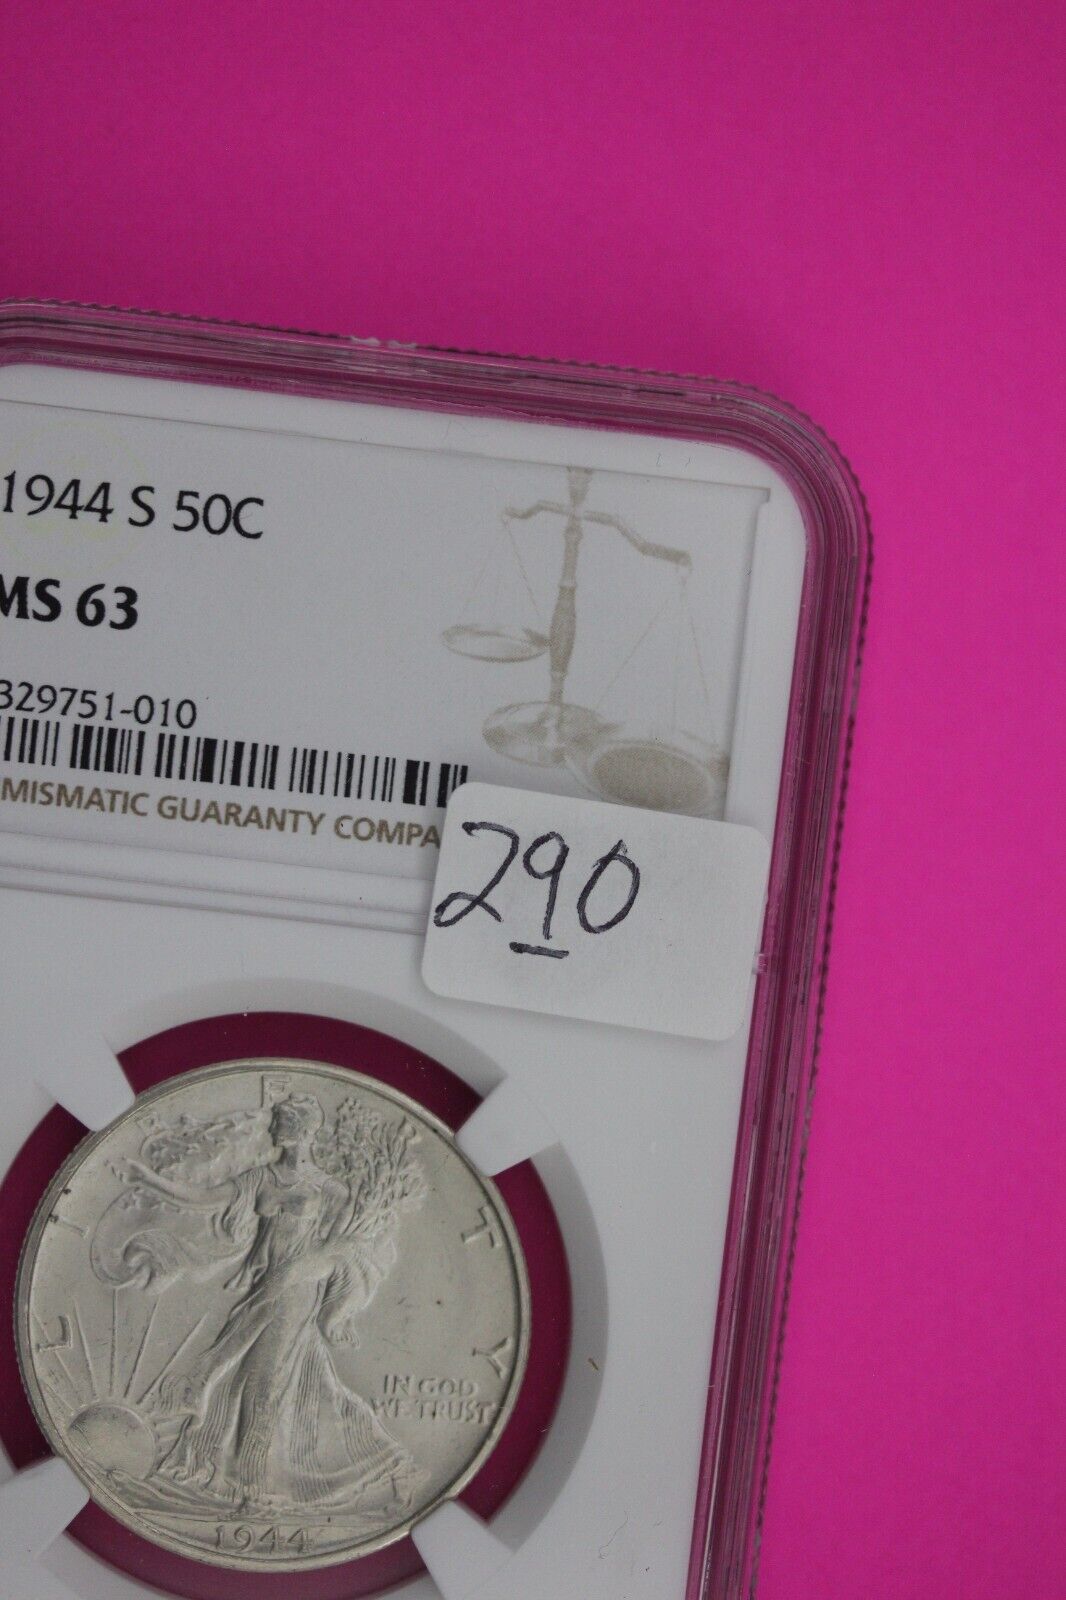 1944 S 50C
MS 63
329751-010
MISMATIC GUARANTY COMPA
290
LIBERTY
IN GOD
WE TRUST
1944